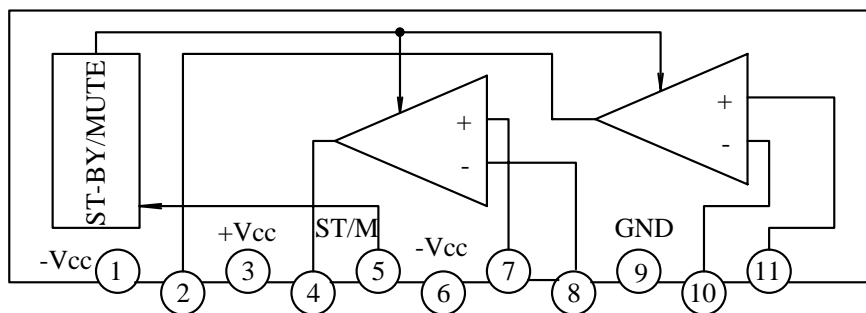 ST-BY/MUTE
+
-
+
-
-Vcc
+Vcc
ST/M
-Vcc
GND
1
2
3
4
5
6
7
8
9
10
11